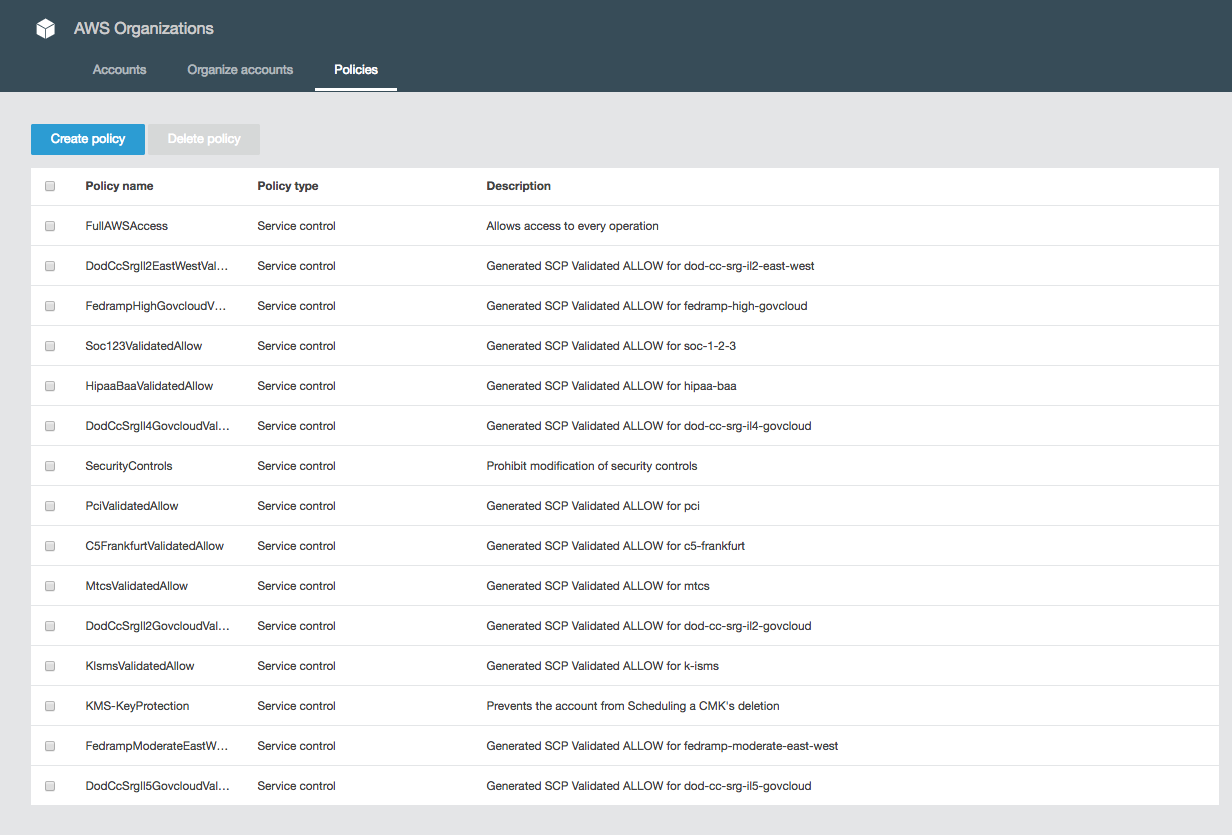 AWS Organizations
Accounts Organize accounts Policies
Create policy Delete policy
Policy name Policy type Description
FullAWSAccess Service control Allows access to every operation
DodCcSrgIl2EastWestVal... Service control Generated SCP Validated ALLOW for dod-cc-srg-il2-east-west
FedrampHighGovcloudV... Service control Generated SCP Validated ALLOW for fedramp-high-govcloud
Soc123ValidatedAllow Service control Generated SCP Validated ALLOW for soc-1-2-3
HipaaBaaValidatedAllow Service control Generated SCP Validated ALLOW for hipaa-baa
DodCcSrgIl4GovcloudVal... Service control Generated SCP Validated ALLOW for dod-cc-srg-il4-govcloud
SecurityControls Service control Prohibit modification of security controls
PciValidatedAllow Service control Generated SCP Validated ALLOW for pci
C5FrankfurtValidatedAllow Service control Generated SCP Validated ALLOW for c5-frankfurt
MtcsValidatedAllow Service control Generated SCP Validated ALLOW for mtcs
DodCcSrgIl2GovcloudVal... Service control Generated SCP Validated ALLOW for dod-cc-srg-il2-govcloud
KIsmsValidatedAllow Service control Generated SCP Validated ALLOW for k-isms
KMS-KeyProtection Service control Prevents the account from Scheduling a CMK's deletion
FedrampModerateEastW... Service control Generated SCP Validated ALLOW for fedramp-moderate-east-west
DodCcSrgIl5GovcloudVal... Service control Generated SCP Validated ALLOW for dod-cc-srg-il5-govcloud